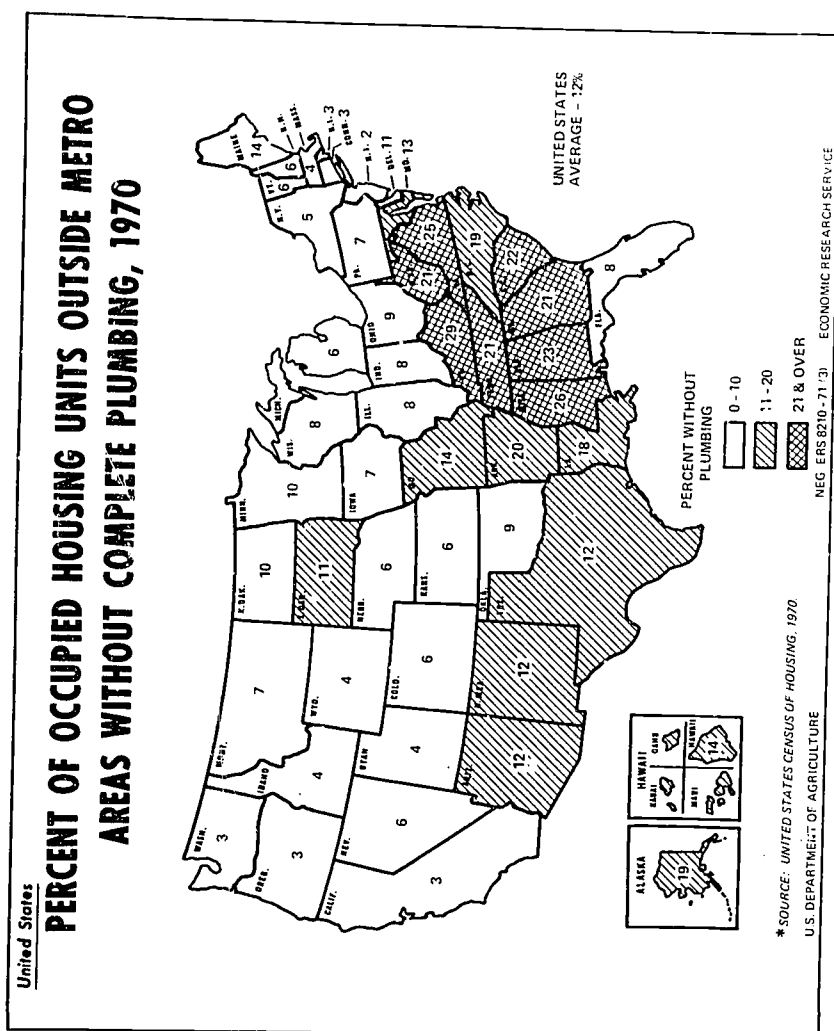 United States
PERCENT OF OCCUPIED HOUSING UNITS OUTSIDE METRO
AREAS WITHOUT COMPLETE PLUMBING, 1970
WASH.
3
OREG.
3
CALIF.
3
NEV.
6
IDAHO
4
MONT.
7
WYO.
4
UTAH
4
COLO.
6
12
N. MEX.
12
N. DAK.
10
11
NEBR.
6
KANS.
6
OKLA.
9
TEX.
12
MINN.
10
IOWA
7
MO.
14
20
LA.
18
WIS.
8
MICH.
6
ILL.
8
IND.
8
OHIO
9
29
21
26
23
21
FLA.
8
22
19
25
21
PA.
7
N.Y.
5
VT.
6
N.H.
6
MAINE
14
MASS.
4
R.I. 3
CONN. 3
N.J. 2
DEL. 11
MD. 13
UNITED STATES
AVERAGE - 12%
ALASKA
19
HAWAII
KAUAI
OAHU
MAUI
HAWAII
14
PERCENT WITHOUT
PLUMBING
0 - 10
11 - 20
21 & OVER
*SOURCE: UNITED STATES CENSUS OF HOUSING, 1970.
U.S. DEPARTMENT OF AGRICULTURE
NEG ERS 8210 - 71 (3) ECONOMIC RESEARCH SERVICE